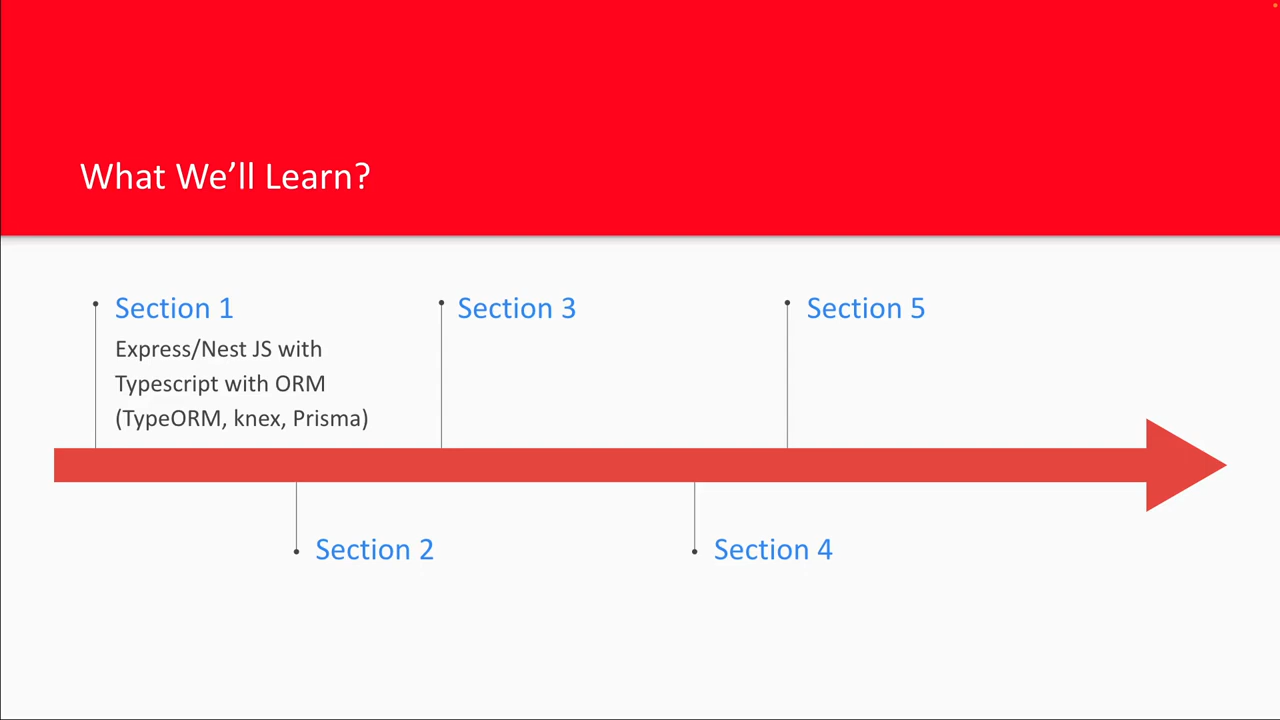 What We’ll Learn?
Section 1
Express/Nest JS with
Typescript with ORM
(TypeORM, knex, Prisma)
Section 3
Section 5
Section 2
Section 4